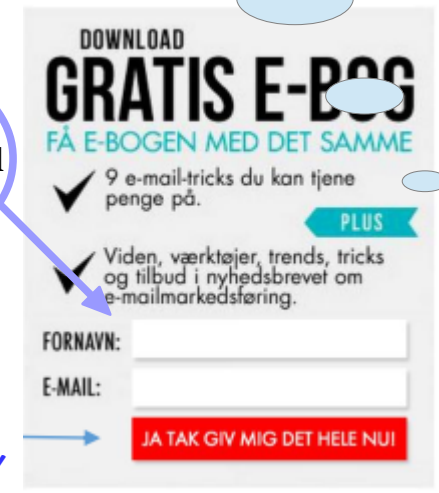 DOWNLOAD
GRATIS E-BOG
FÅ E-BOGEN MED DET SAMME
9 e-mail-tricks du kan tjene
penge på.
PLUS
Viden, værktøjer, trends, tricks
og tilbud i nyhedsbrevet om
e-mailmarkedsføring.
FORNAVN:
E-MAIL:
JA TAK GIV MIG DET HELE NU!